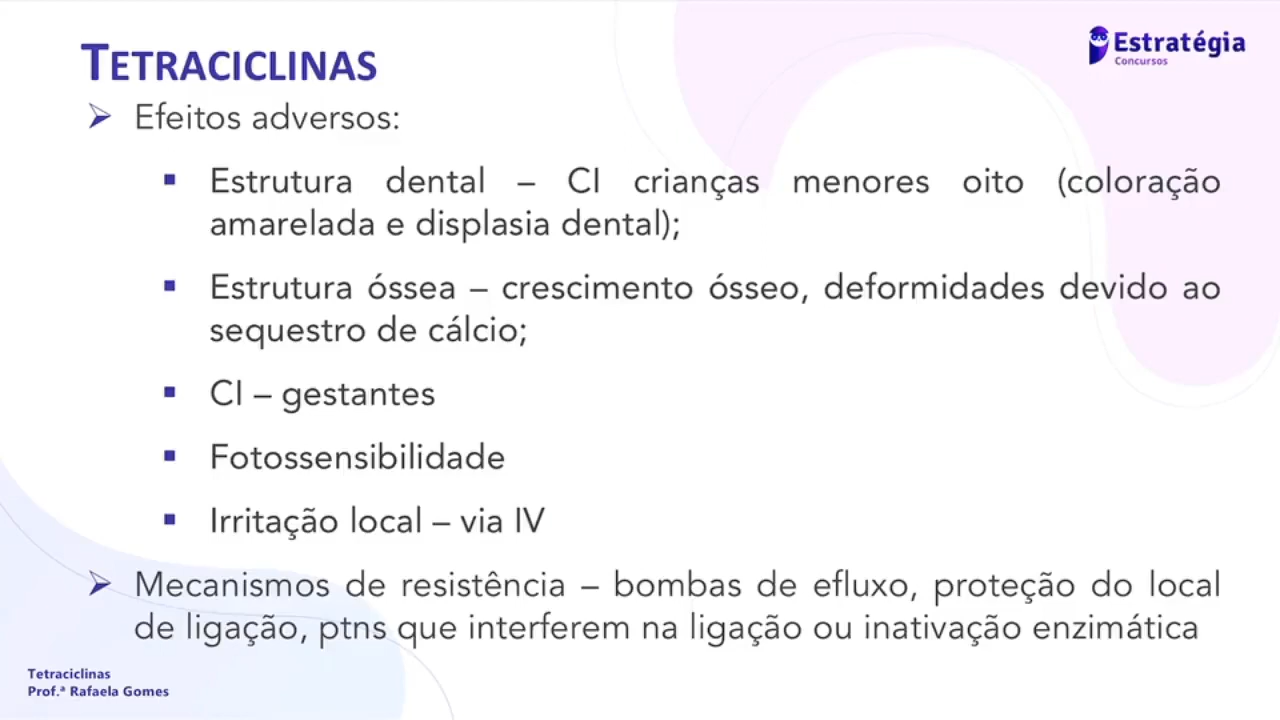 TETRACICLINAS
Estratégia
Concursos
➢ Efeitos adversos:
▪ Estrutura dental – CI crianças menores oito (coloração
amarelada e displasia dental);
▪ Estrutura óssea – crescimento ósseo, deformidades devido ao
sequestro de cálcio;
▪ CI – gestantes
▪ Fotossensibilidade
▪ Irritação local – via IV
➢ Mecanismos de resistência – bombas de efluxo, proteção do local
de ligação, ptns que interferem na ligação ou inativação enzimática
Tetraciclinas
Prof.ª Rafaela Gomes